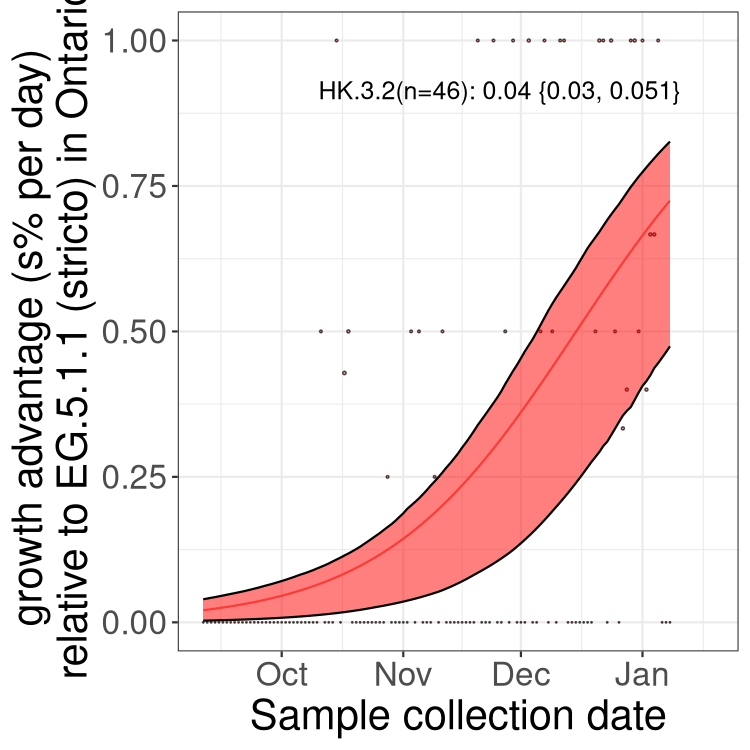 growth advantage (s% per day)
relative to EG.5.1.1 (stricto) in Ontario
1.00
0.75
0.50
0.25
0.00
HK.3.2(n=46): 0.04 {0.03, 0.051}
Oct Nov Dec Jan
Sample collection date